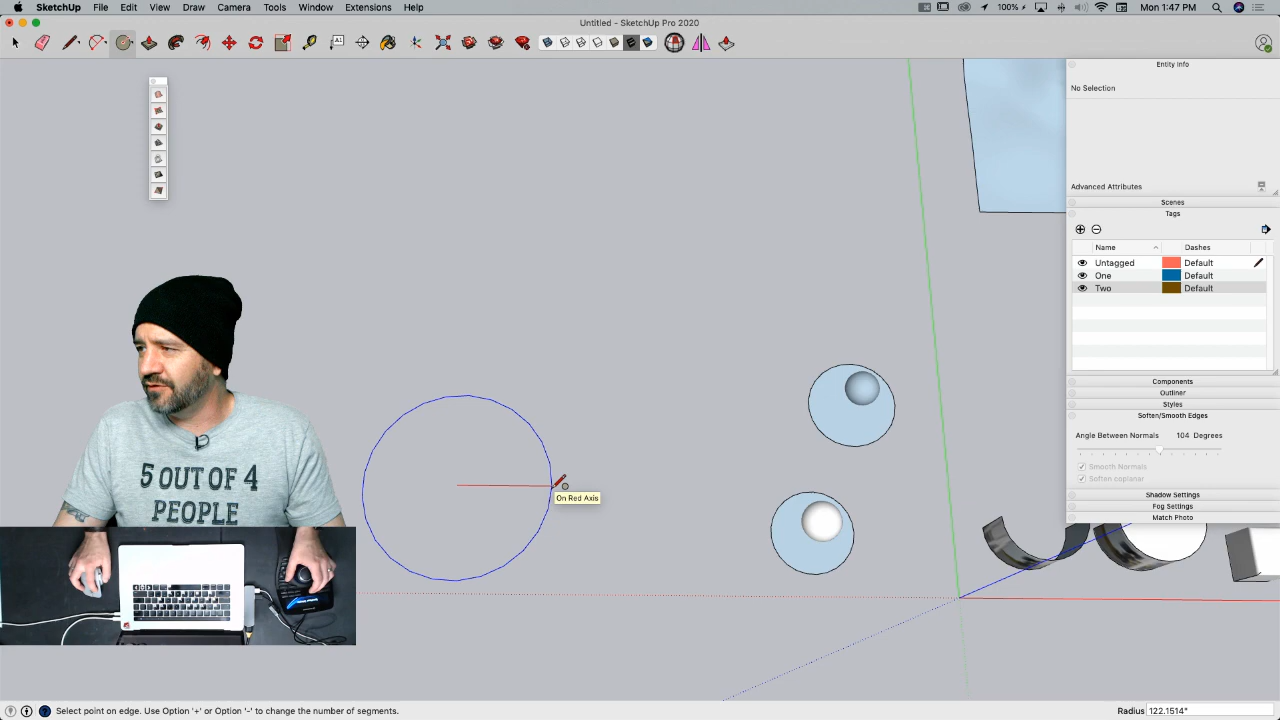 SketchUp File Edit View Draw Camera Tools Window Extensions Help
100% Mon 1:47 PM
Untitled - SketchUp Pro 2020
Entity Info
No Selection
Advanced Attributes
Scenes
Tags
Name Dashes
Untagged Default
One Default
Two Default
Components
Outliner
Styles
Soften/Smooth Edges
Angle Between Normals 104 Degrees
Smooth Normals
Soften coplanar
Shadow Settings
Fog Settings
Match Photo
On Red Axis
5 OUT OF 4
PEOPLE
Select point on edge. Use Option '+' or Option '-' to change the number of segments.
Radius 122.1514"